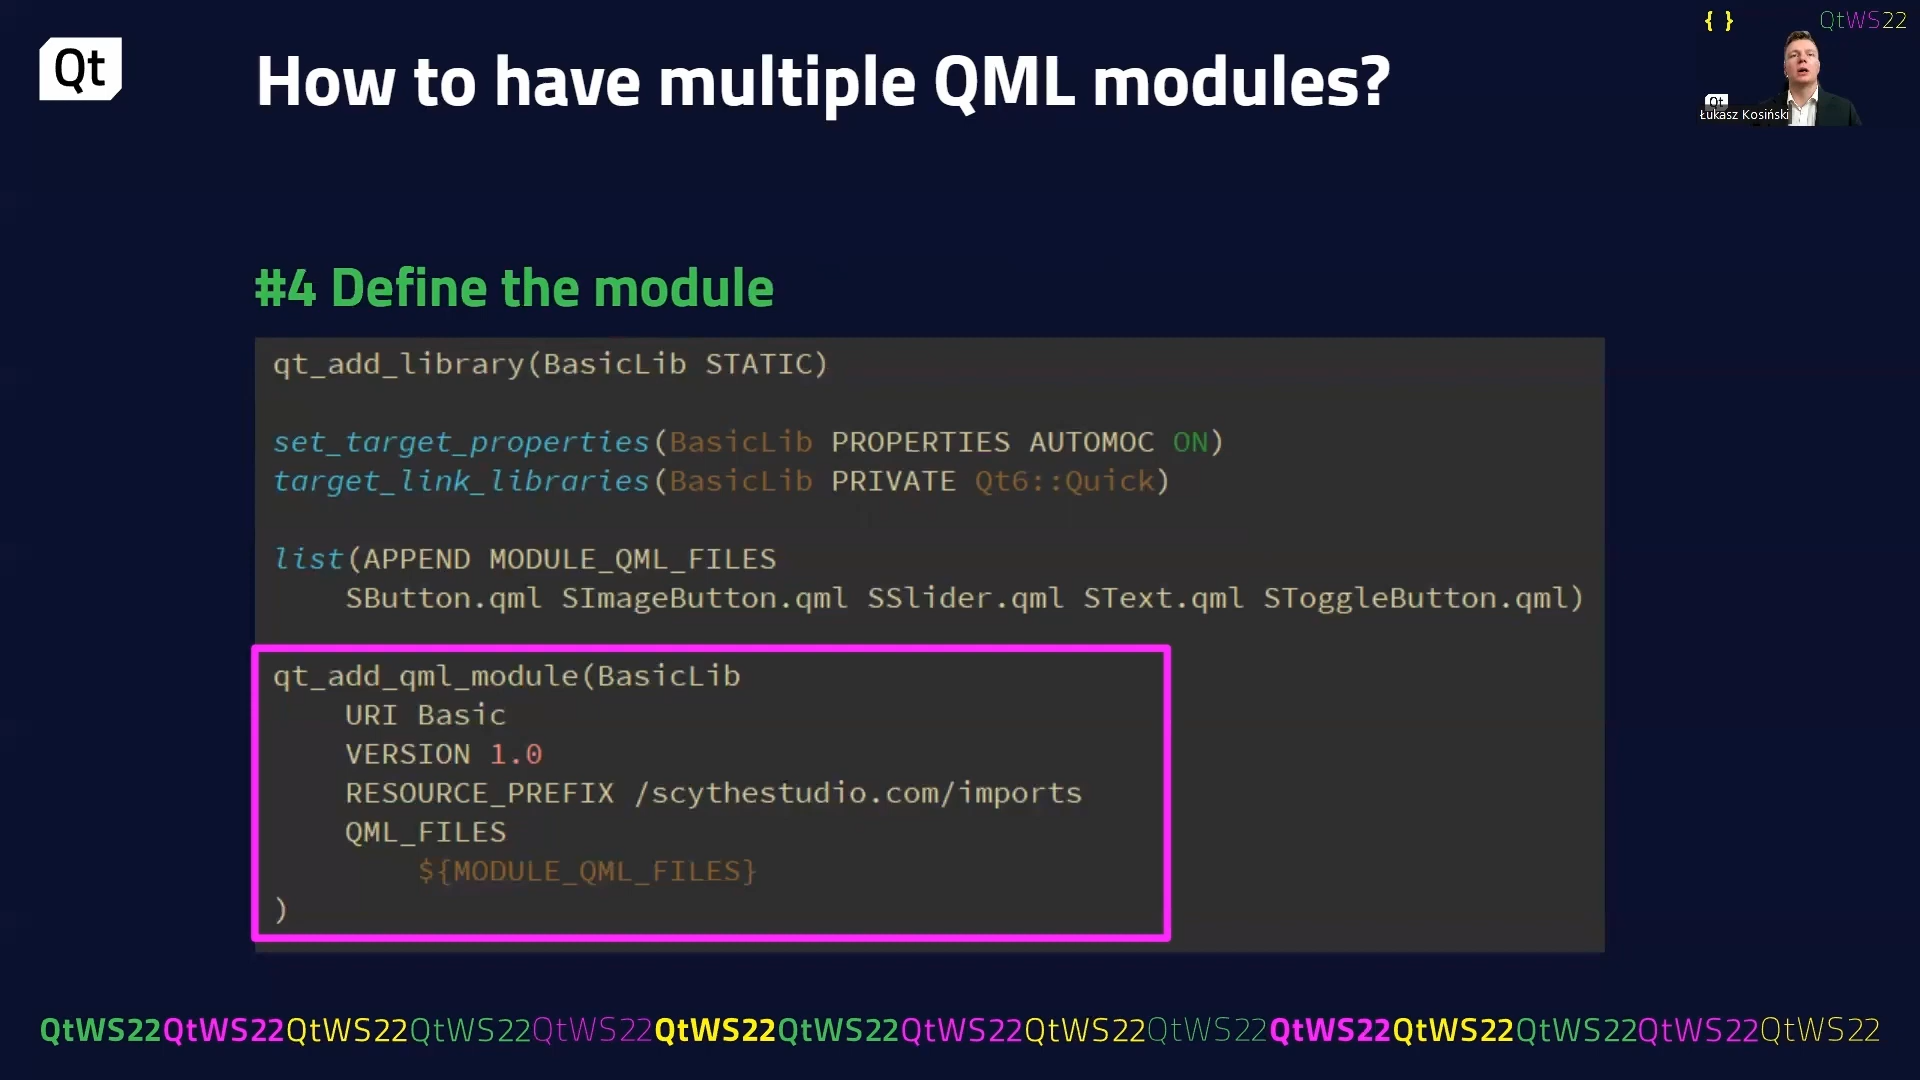 { } QtWS22
Qt
How to have multiple QML modules?
Qt
Łukasz Kosiński
#4 Define the module
qt_add_library(BasicLib STATIC)
set_target_properties(BasicLib PROPERTIES AUTOMOC ON)
target_link_libraries(BasicLib PRIVATE Qt6::Quick)
list(APPEND MODULE_QML_FILES
SButton.qml SImageButton.qml SSlider.qml SText.qml SToggleButton.qml)
qt_add_qml_module(BasicLib
URI Basic
VERSION 1.0
RESOURCE_PREFIX /scythestudio.com/imports
QML_FILES
${MODULE_QML_FILES}
)
QtWS22QtWS22QtWS22QtWS22QtWS22QtWS22QtWS22QtWS22QtWS22QtWS22QtWS22QtWS22QtWS22QtWS22QtWS22